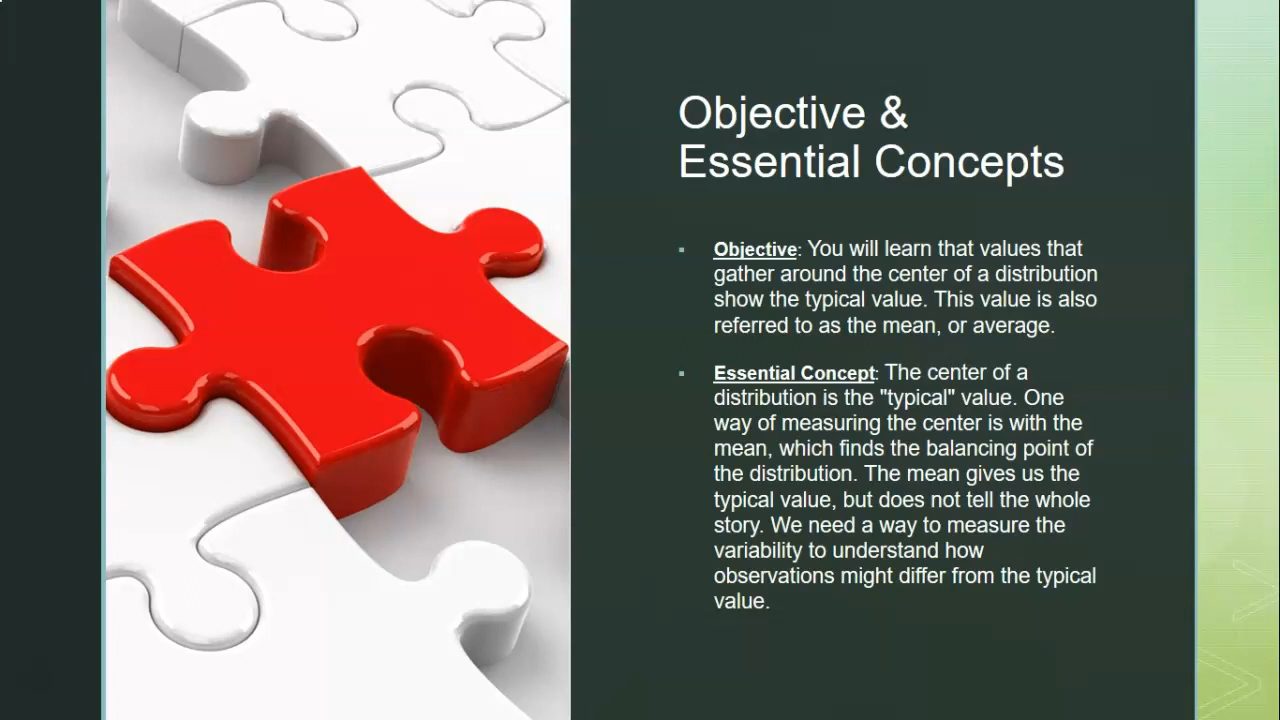 Objective &
Essential Concepts
Objective: You will learn that values that
gather around the center of a distribution
show the typical value. This value is also
referred to as the mean, or average.
Essential Concept: The center of a
distribution is the "typical" value. One
way of measuring the center is with the
mean, which finds the balancing point of
the distribution. The mean gives us the
typical value, but does not tell the whole
story. We need a way to measure the
variability to understand how
observations might differ from the typical
value.